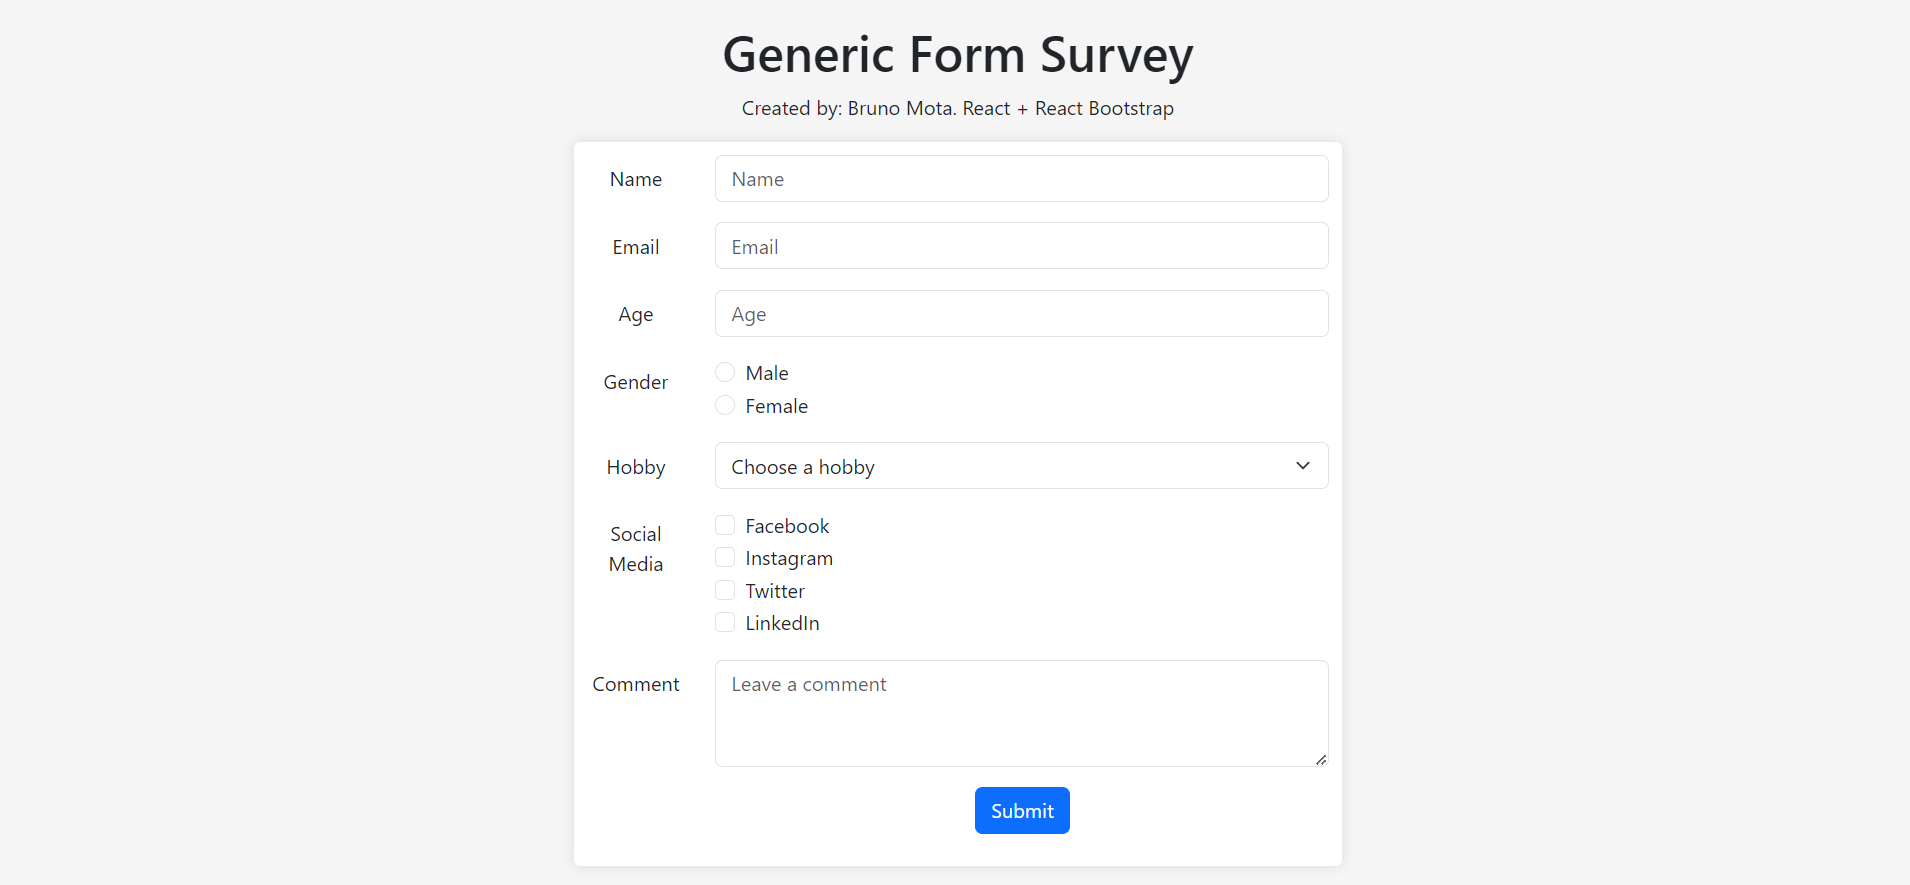 Generic Form Survey
Created by: Bruno Mota. React + React Bootstrap
Name
Name
Email
Email
Age
Age
Gender
Male
Female
Hobby
Choose a hobby
Social
Media
Facebook
Instagram
Twitter
LinkedIn
Comment
Leave a comment
Submit